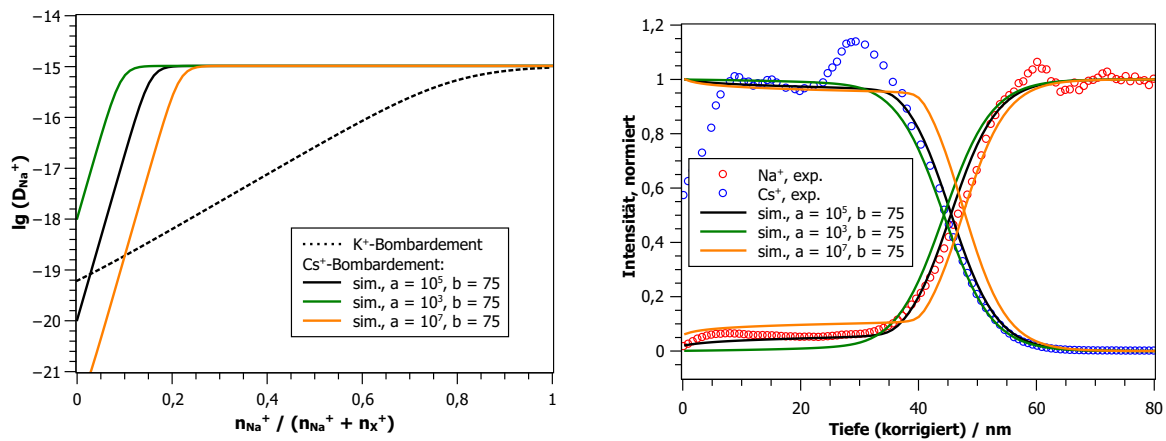 −14
−15
−16
−17
−18
−19
−20
−21
lg (D_Na⁺)
K⁺-Bombardement
Cs⁺-Bombardement:
sim., a = 10⁵, b = 75
sim., a = 10³, b = 75
sim., a = 10⁷, b = 75
0 0,2 0,4 0,6 0,8 1
n_Na⁺ / (n_Na⁺ + n_X⁺)
1,2
1
0,8
0,6
0,4
0,2
0
Intensität, normiert
Na⁺, exp.
Cs⁺, exp.
sim., a = 10⁵, b = 75
sim., a = 10³, b = 75
sim., a = 10⁷, b = 75
0 20 40 60 80
Tiefe (korrigiert) / nm